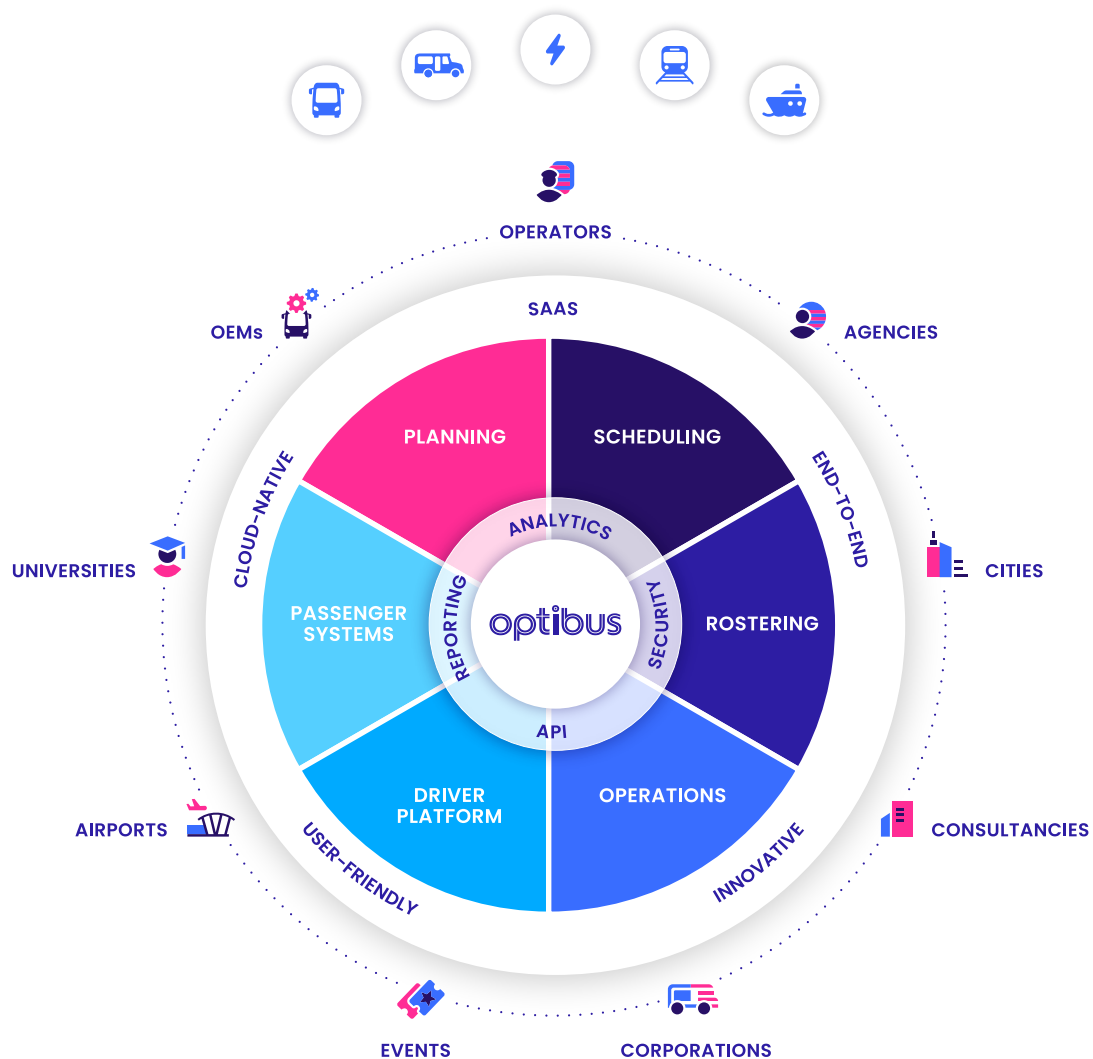 OPERATORS
OEMs
AGENCIES
SAAS
CLOUD-NATIVE
END-TO-END
PLANNING
SCHEDULING
ANALYTICS
UNIVERSITIES
CITIES
PASSENGER
SYSTEMS
REPORTING
optibus
SECURITY
ROSTERING
API
DRIVER
PLATFORM
OPERATIONS
AIRPORTS
CONSULTANCIES
USER-FRIENDLY
INNOVATIVE
EVENTS
CORPORATIONS